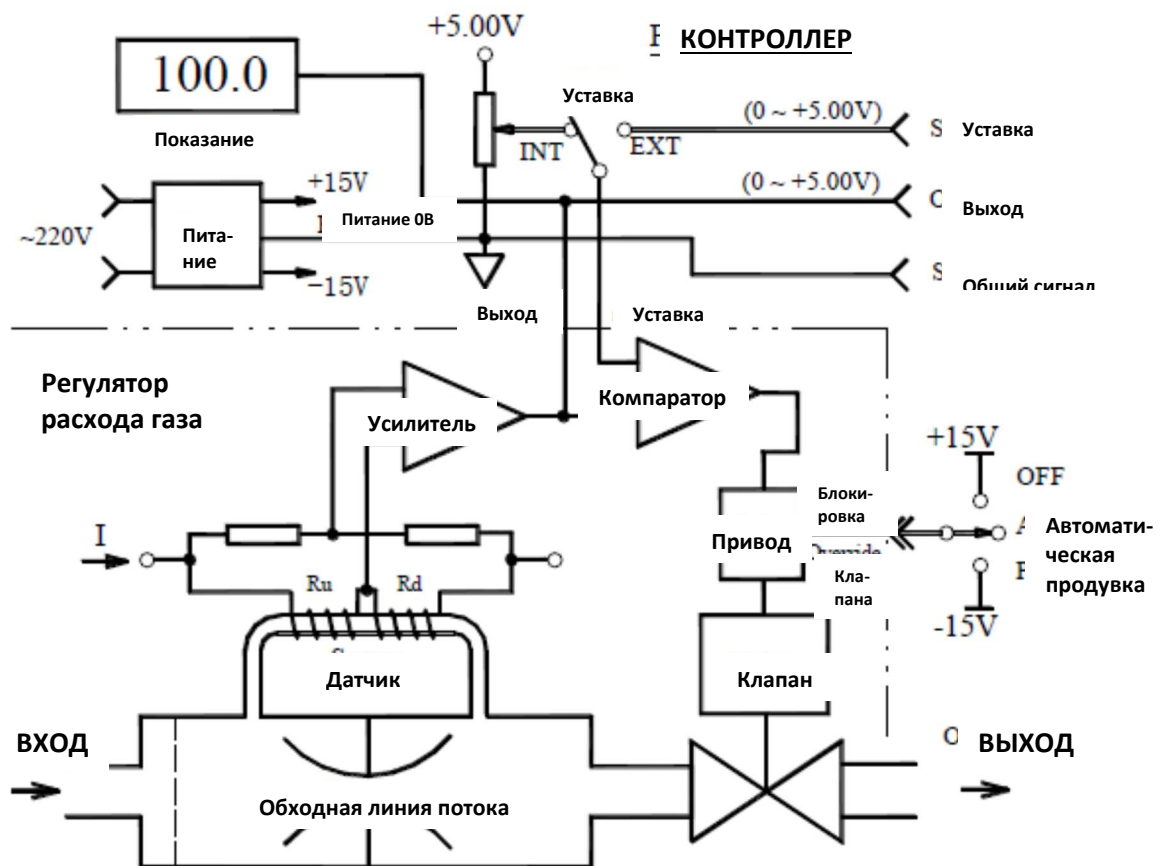 +5.00V
КОНТРОЛЛЕР
100.0
Показание
Уставка
INT
EXT
(0 ~ +5.00V)
S Уставка
+15V
(0 ~ +5.00V)
Выход
~220V
Пита-
ние
Питание 0В
-15V
S
Общий сигнал
Выход
Уставка
Регулятор
расхода газа
Усилитель
Компаратор
+15V
OFF
Блоки-
ровка
I
Привод
Override
A Автомати-
ческая
продувка
Кла-
пана
Ru
Rd
-15V
Датчик
Клапан
ВХОД
ВЫХОД
Обходная линия потока